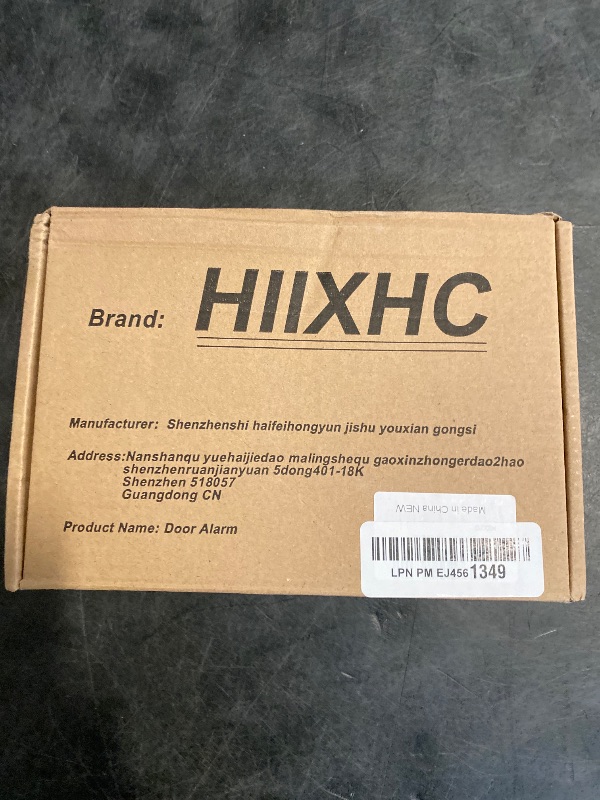 Brand: HIIXHC
Manufacturer: Shenzhenshi haifeihongyun jishu youxian gongsi
Address:Nanshanqu yuehaijiedao malingshequ gaoxinzhongerdao2hao
shenzhenruanjianyuan 5dong401-18K
Shenzhen 518057
Guangdong CN
Made in China NEW
Product Name: Door Alarm
LPN PM EJ4561349